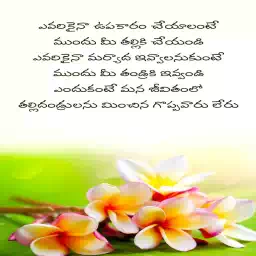 ఎవరికైనా ఉపకారం చేయాలంటే
ముందు మీ తల్లికి చేయండి
ఎవరికైనా మర్యాద ఇవ్వాలనుకుంటే
ముందు మీ తండ్రికి ఇవ్వండి
ఎందుకంటే మన జీవితంలో
తల్లిదండ్రులను మించిన గొప్పవారు లేరు